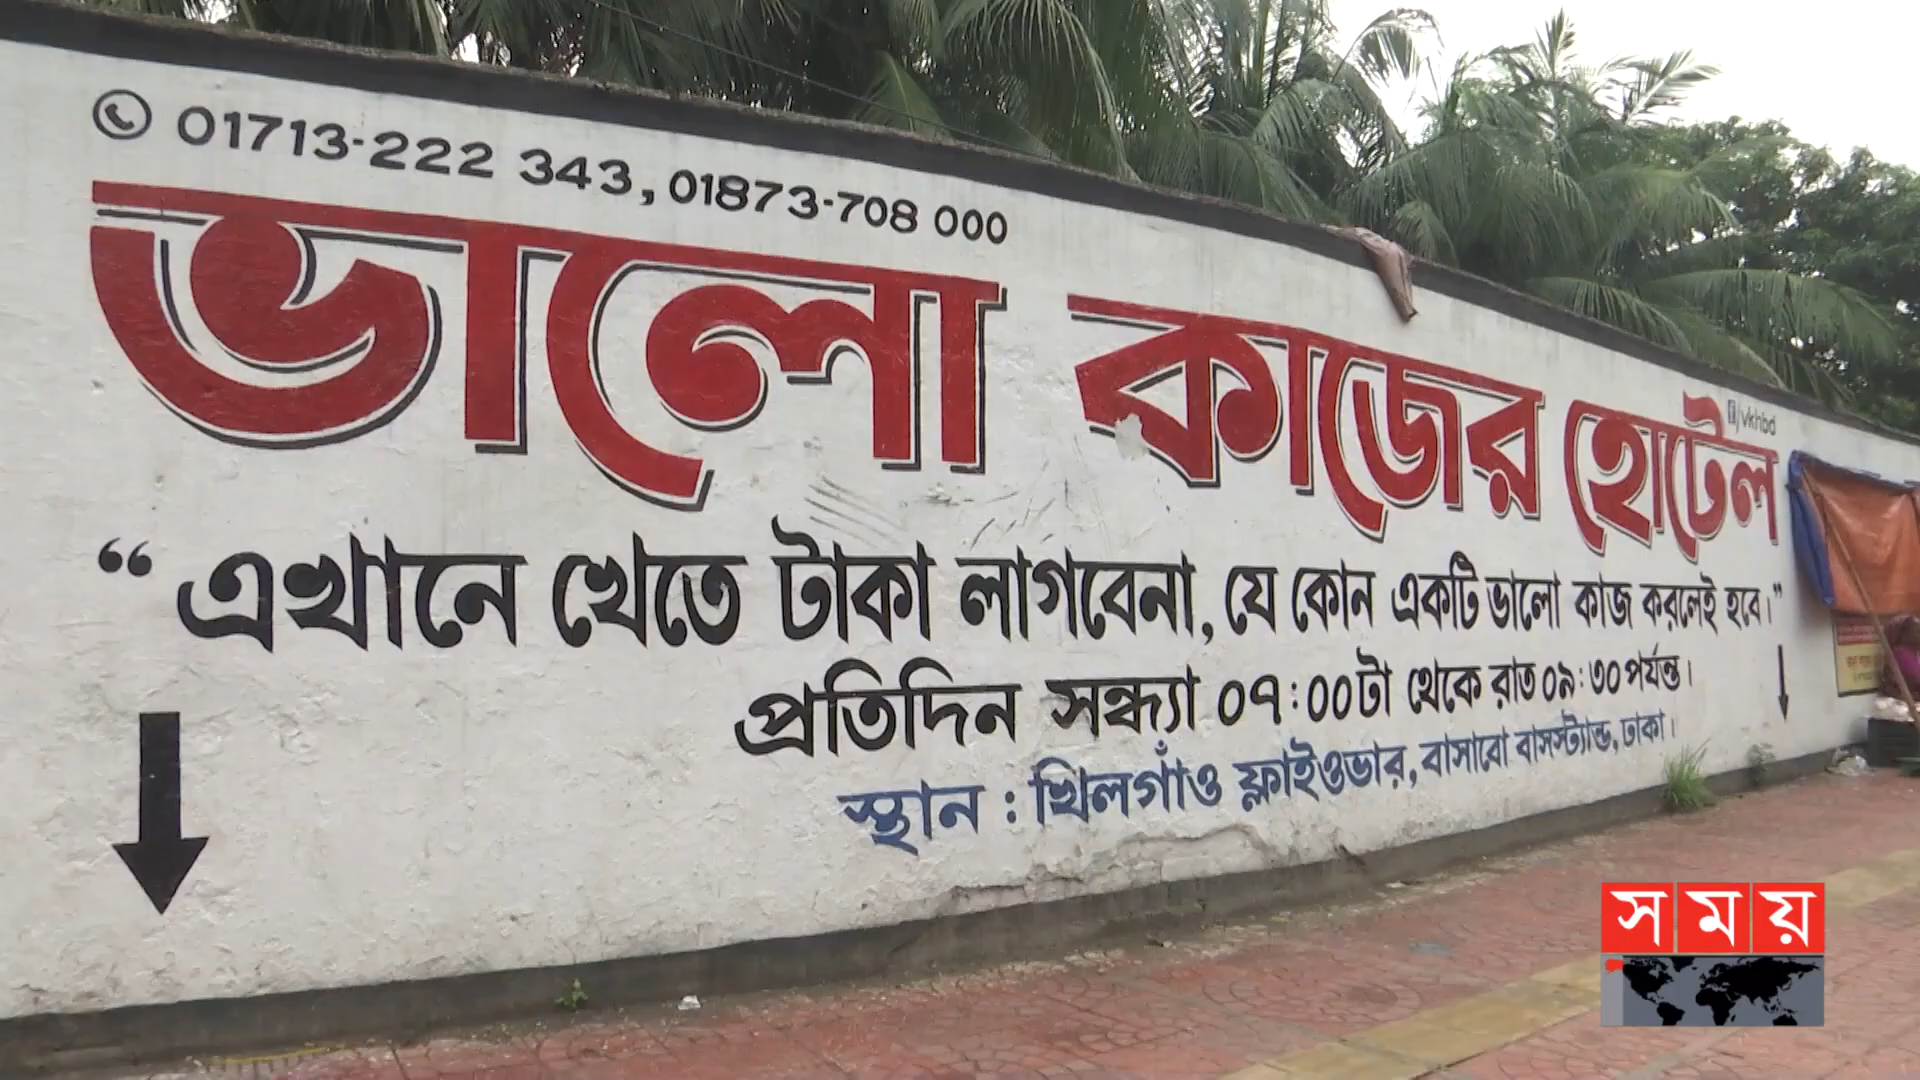 01713-222 343, 01873-708 000
ভালো কাজের হোটেল
/vkhbd
“এখানে খেতে টাকা লাগবেনা, যে কোন একটি ভালো কাজ করলেই হবে।”
প্রতিদিন সন্ধ্যা ০৭:০০টা থেকে রাত ০৯:৩০ পর্যন্ত।
স্থান : খিলগাঁও ফ্লাইওভার, বাসাবো বাসস্ট্যান্ড, ঢাকা।
সময়